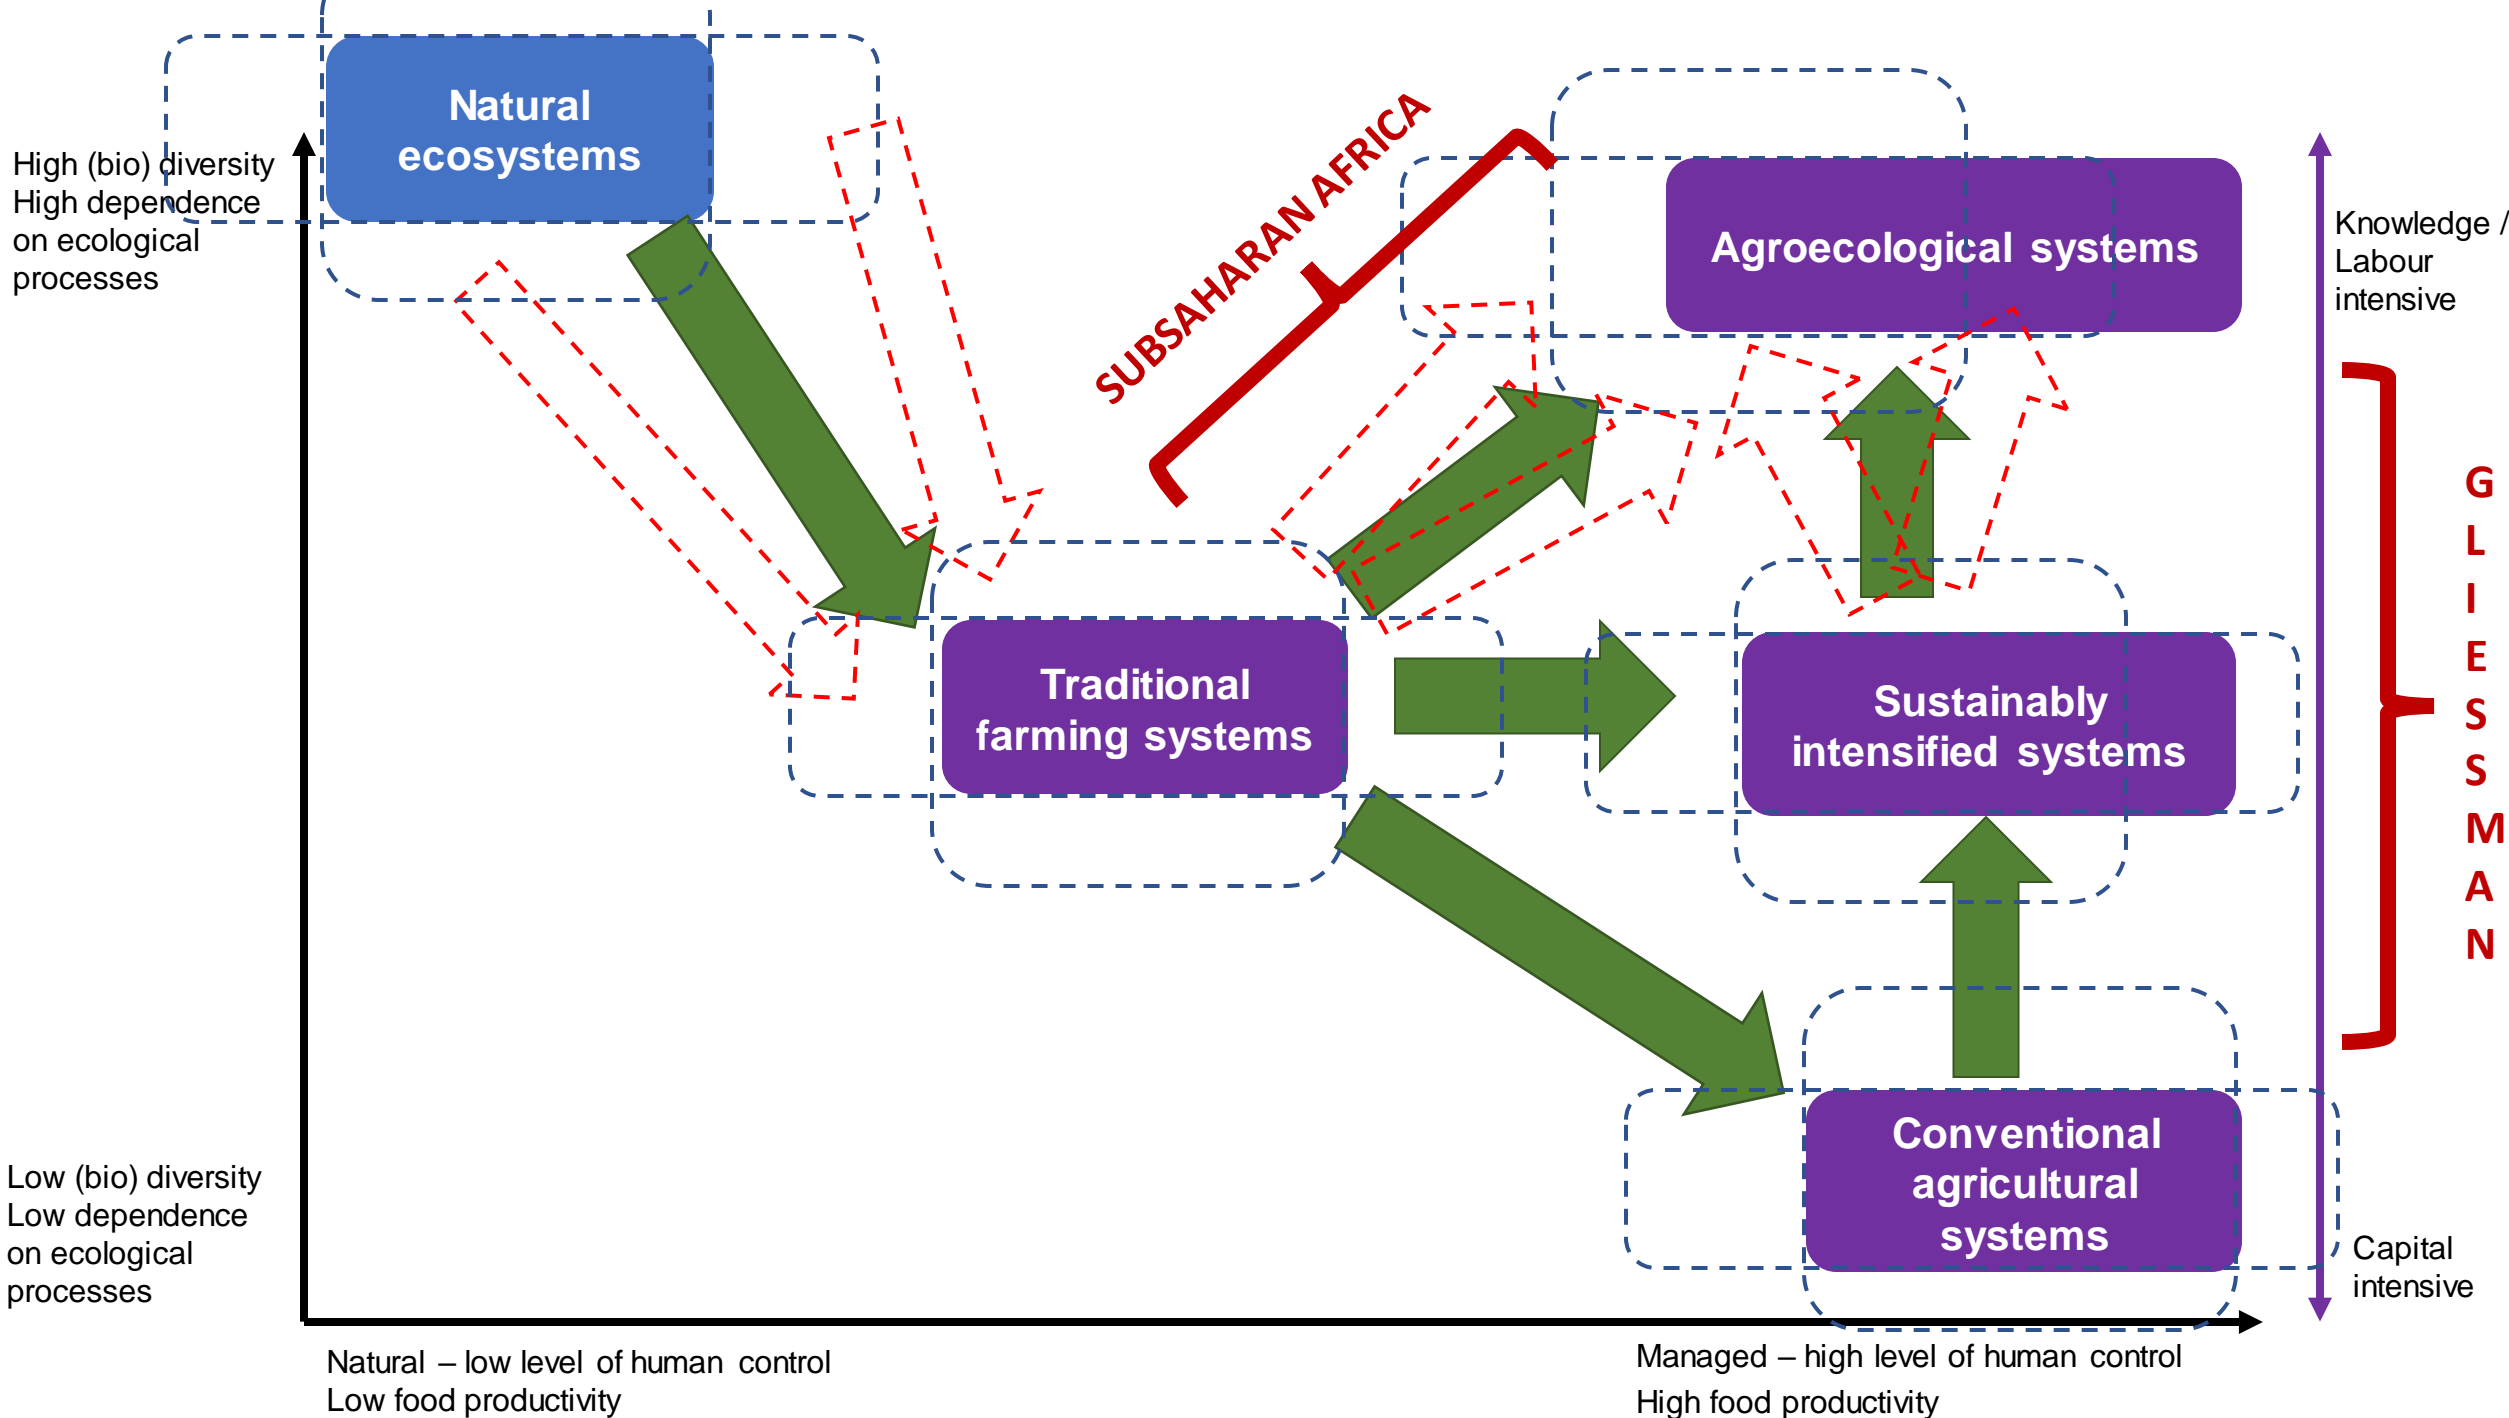 Natural
ecosystems
High (bio) diversity
High dependence
on ecological
processes
SUBSAHARAN AFRICA
Agroecological systems
Knowledge /
Labour
intensive
Traditional
farming systems
Sustainably
intensified systems
G
L
I
E
S
S
M
A
N
Conventional
agricultural
systems
Low (bio) diversity
Low dependence
on ecological
processes
Capital
intensive
Natural – low level of human control
Low food productivity
Managed – high level of human control
High food productivity